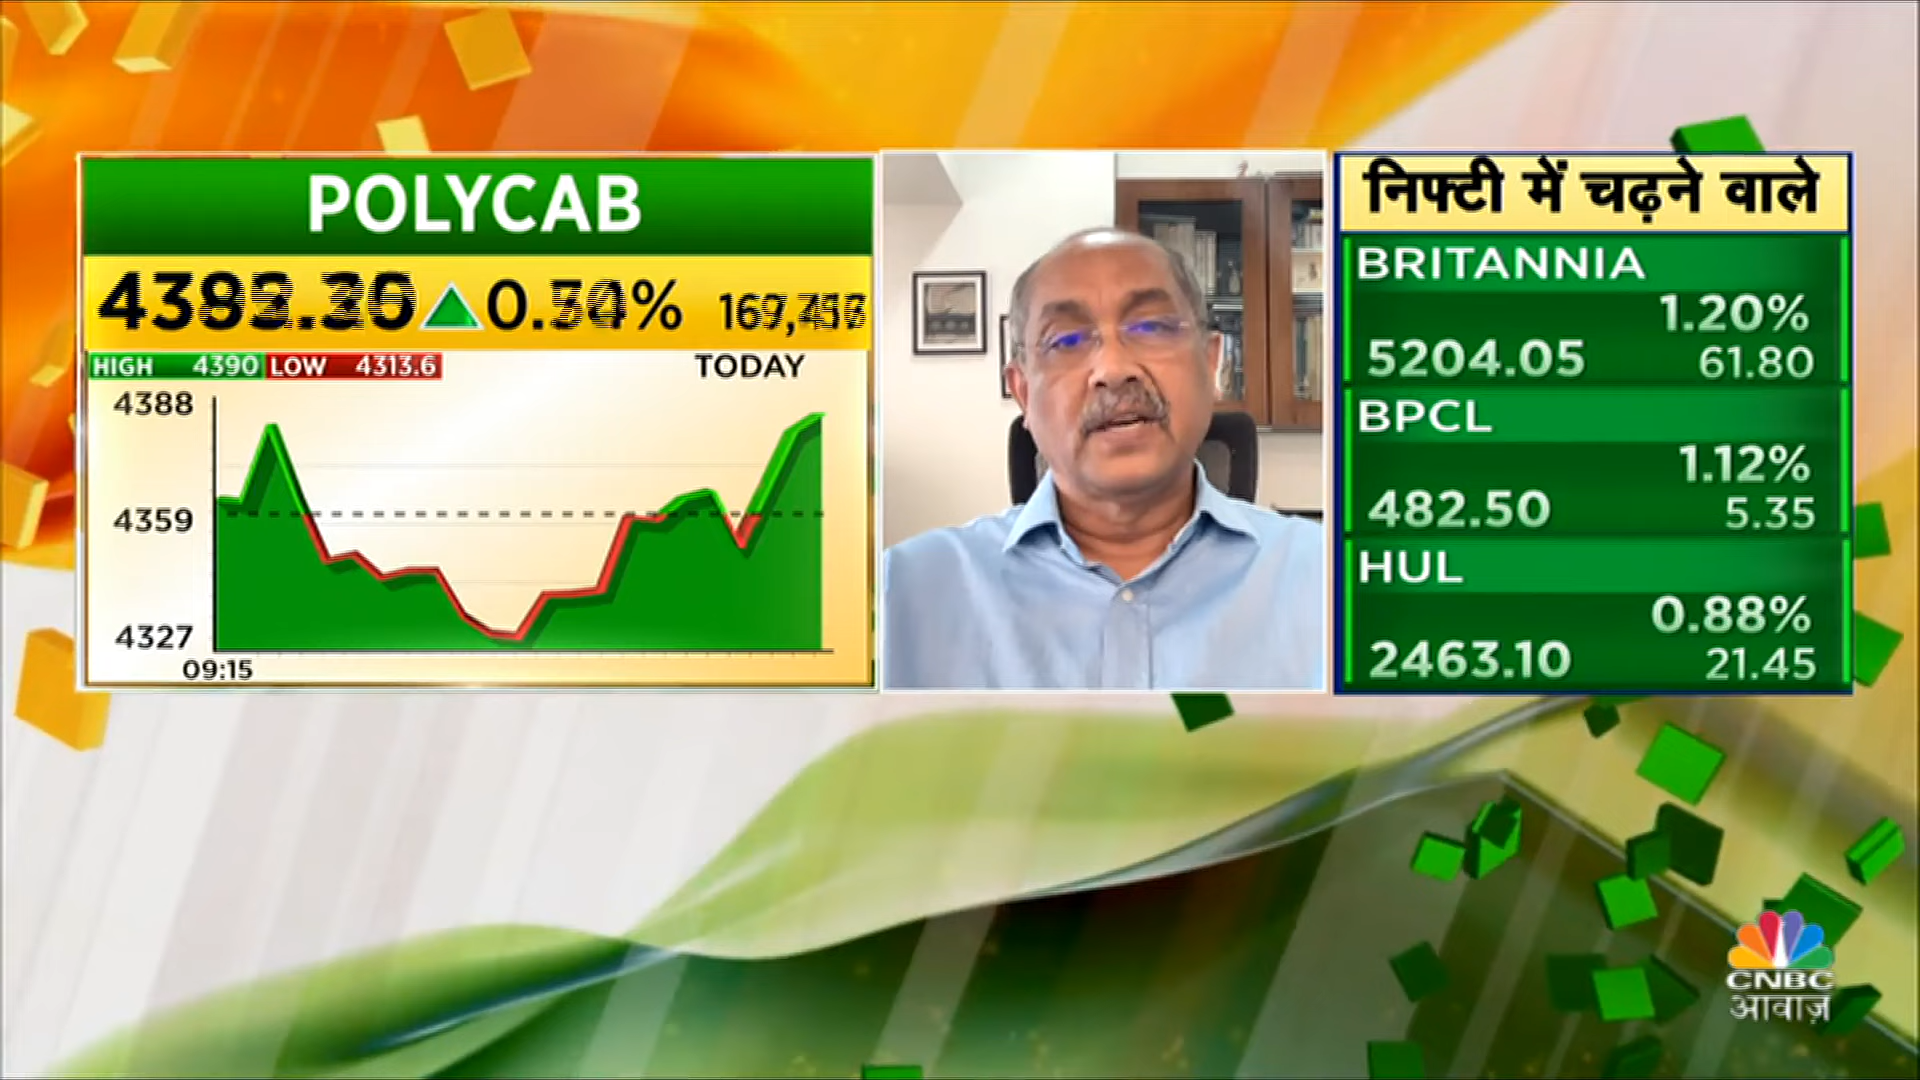 POLYCAB
HIGH 4390 LOW 4313.6 TODAY
4388
4359
4327
09:15
निफ्टी में चढ़ने वाले
BRITANNIA
1.20%
5204.05 61.80
BPCL
1.12%
482.50 5.35
HUL
0.88%
2463.10 21.45
CNBC
आवाज़